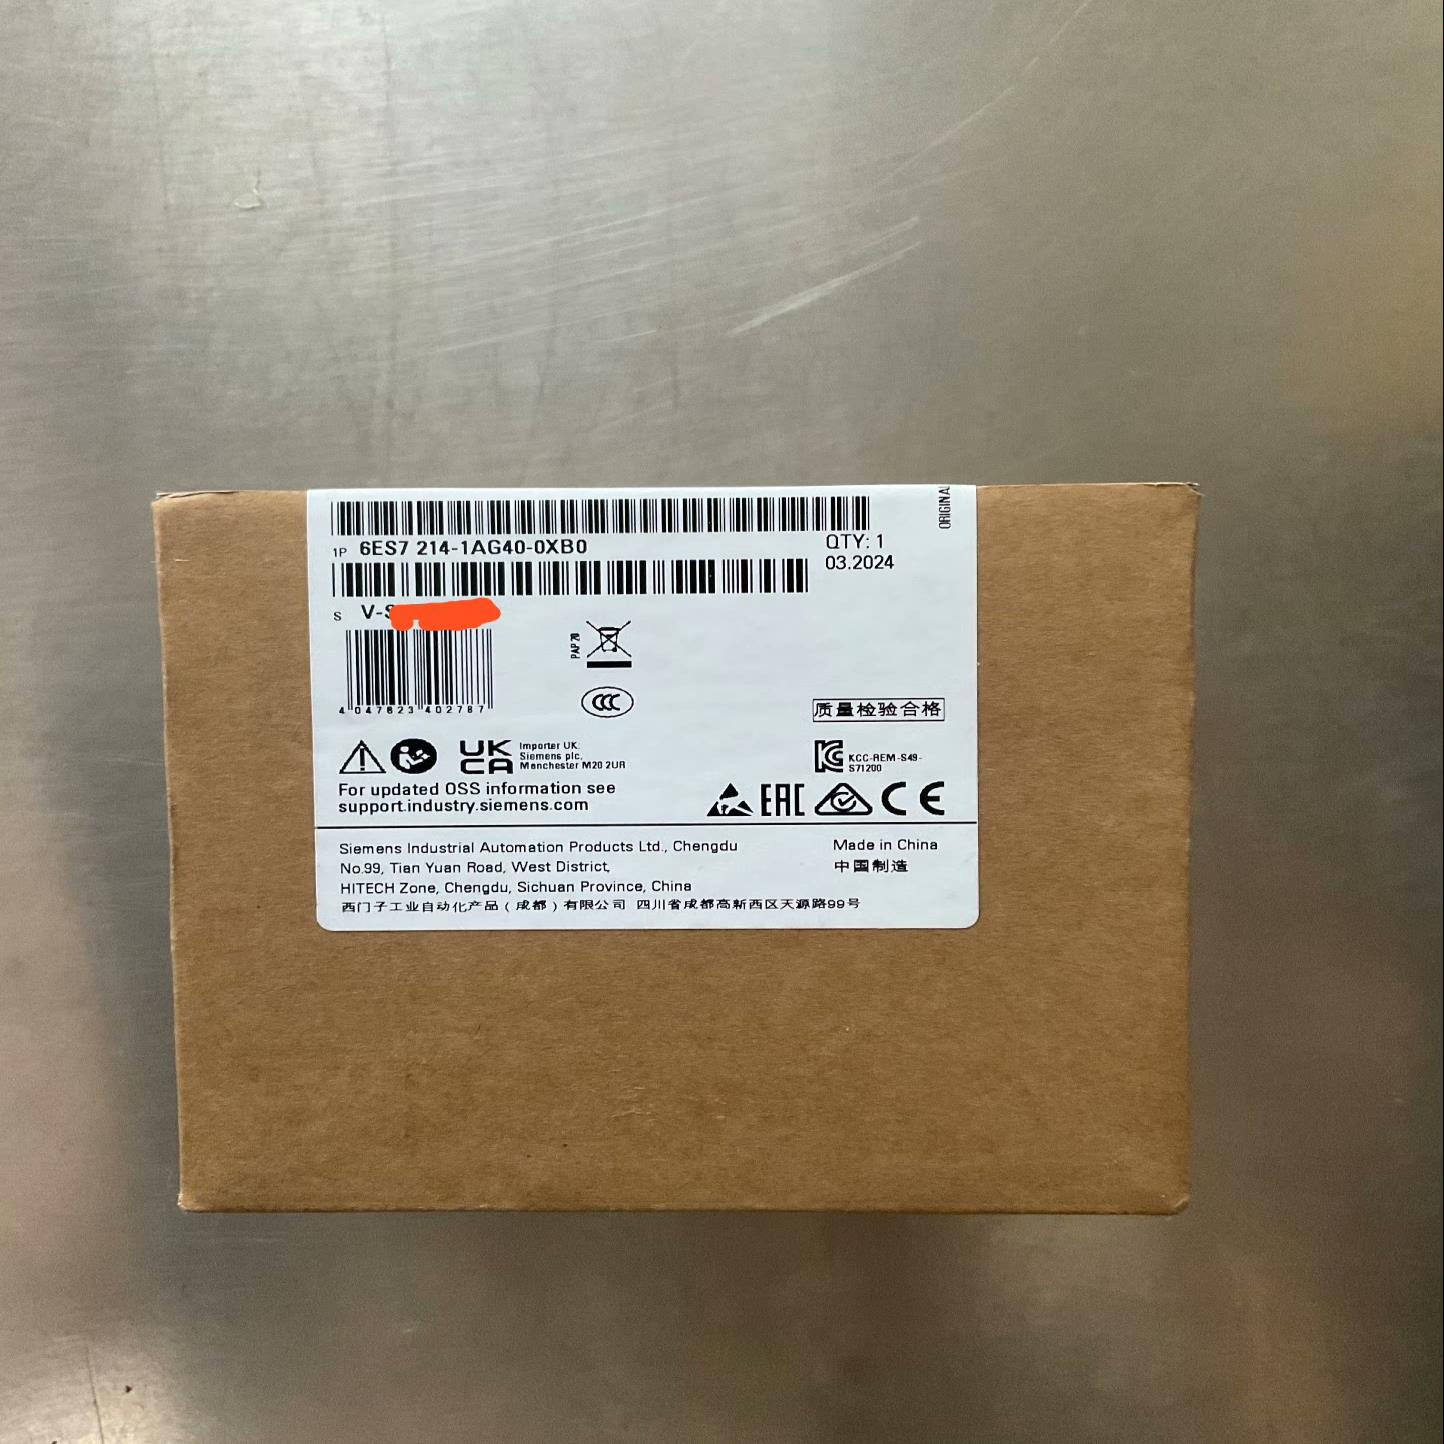 ORIGINAL
1P 6ES7 214-1AG40-0XB0
QTY: 1
03.2024
S V-S
PAP 20
4 047623 402787
CCC
质量检验合格
UK
CA
Importer UK:
Siemens plc,
Manchester M20 2UR
KCC-REM-S49-
S71200
For updated OSS information see
support.industry.siemens.com
EAC
CE
Siemens Industrial Automation Products Ltd., Chengdu
No.99, Tian Yuan Road, West District,
HITECH Zone, Chengdu, Sichuan Province, China
西门子工业自动化产品(成都)有限公司 四川省成都高新西区天源路99号
Made in China
中国制造